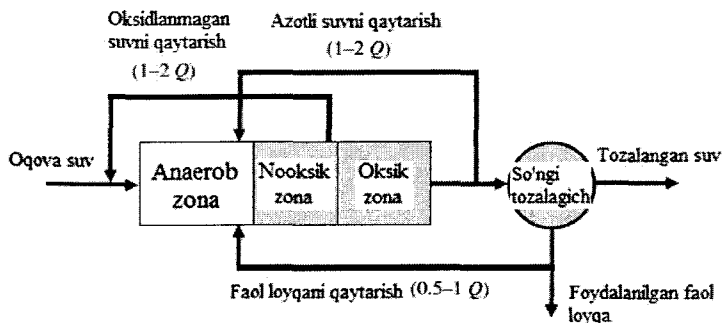 Oksidlanmagan
suvni qaytarish
(1–2 Q)
Azotli suvni qaytarish
(1–2 Q)
Oqova suv
Anaerob
zona
Nooksik
zona
Oksik
zona
So'ngi
tozalagich
Tozalangan suv
Faol loyqani qaytarish (0.5–1 Q)
Foydalanilgan faol
loyqa